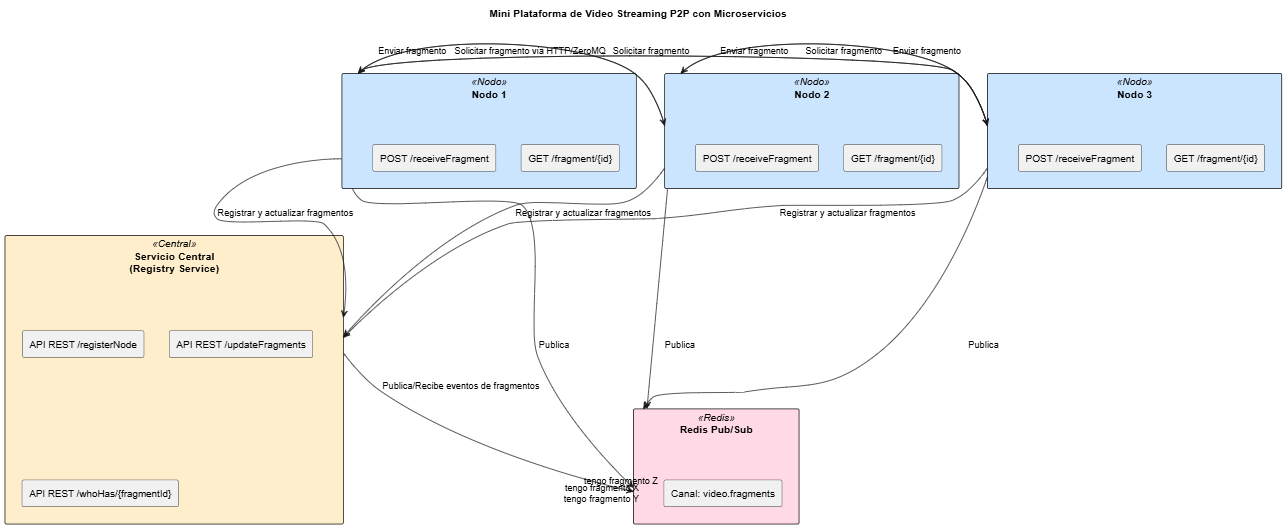 Mini Plataforma de Video Streaming P2P con Microservicios
Enviar fragmento
Solicitar fragmento vía HTTP/ZeroMQ
Solicitar fragmento
Enviar fragmento
Solicitar fragmento
Enviar fragmento
«Nodo»
Nodo 1
POST /receiveFragment
GET /fragment/{id}
«Nodo»
Nodo 2
POST /receiveFragment
GET /fragment/{id}
«Nodo»
Nodo 3
POST /receiveFragment
GET /fragment/{id}
Registrar y actualizar fragmentos
Registrar y actualizar fragmentos
Registrar y actualizar fragmentos
«Central»
Servicio Central
(Registry Service)
API REST /registerNode
API REST /updateFragments
API REST /whoHas/{fragmentId}
Publica
Publica
Publica
Publica/Recibe eventos de fragmentos
«Redis»
Redis Pub/Sub
Canal: video.fragments
tengo fragmento Z
tengo fragmento X
tengo fragmento Y